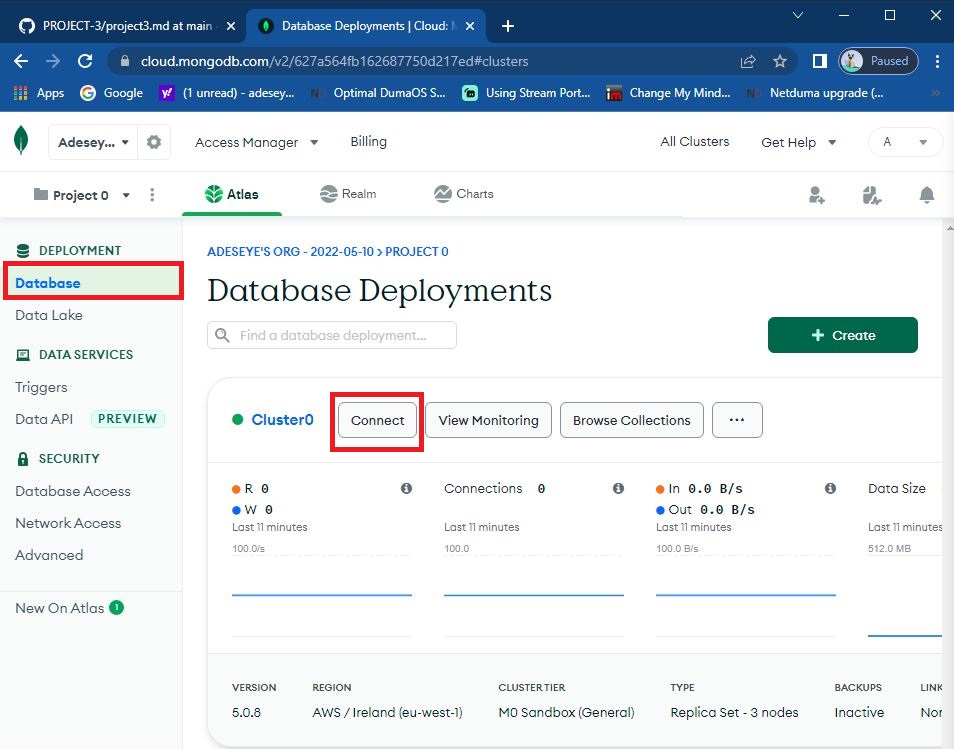 PROJECT-3/project3.md at main
Database Deployments | Cloud: M
cloud.mongodb.com/v2/627a564fb162687750d217ed#clusters
Paused
Apps
Google
(1 unread) - adesey...
Optimal DumaOS S...
Using Stream Port...
Change My Mind...
Netduma upgrade (...
»
Adesey...
Access Manager
Billing
All Clusters
Get Help
A
Project 0
Atlas
Realm
Charts
DEPLOYMENT
Database
Data Lake
DATA SERVICES
Triggers
Data API PREVIEW
SECURITY
Database Access
Network Access
Advanced
New On Atlas 1
ADESEYE'S ORG - 2022-05-10 > PROJECT 0
Database Deployments
Find a database deployment...
+ Create
Cluster0
Connect
View Monitoring
Browse Collections
...
R 0
W 0
Last 11 minutes
100.0/s
Connections 0
Last 11 minutes
100.0
In 0.0 B/s
Out 0.0 B/s
Last 11 minutes
100.0 B/s
Data Size
Last 11 minutes
512.0 MB
VERSION
5.0.8
REGION
AWS / Ireland (eu-west-1)
CLUSTER TIER
M0 Sandbox (General)
TYPE
Replica Set - 3 nodes
BACKUPS
Inactive
LINK
Non